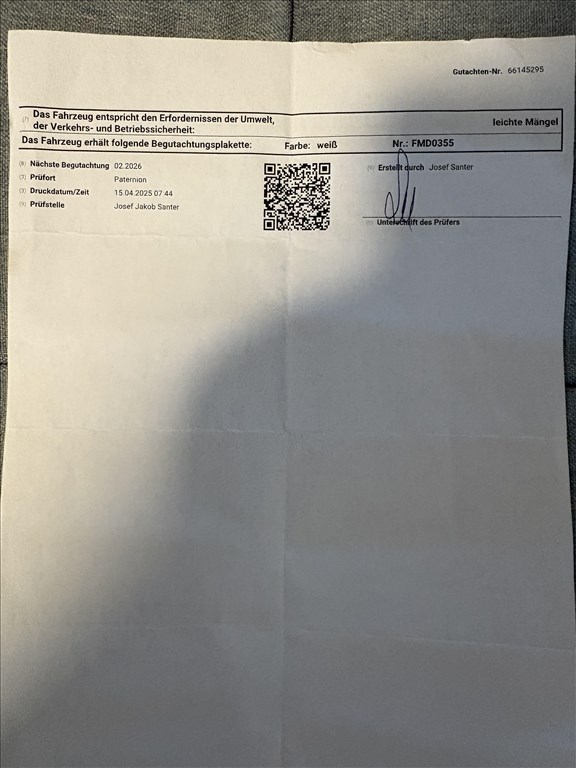 Gutachten-Nr. 66145295
Das Fahrzeug entspricht den Erfordernissen der Umwelt,
der Verkehrs- und Betriebssicherheit:
leichte Mängel
Das Fahrzeug erhält folgende Begutachtungsplakette: Farbe: weiß Nr.: FMD0355
Nächste Begutachtung 02.2026
Prüfort Paternion
Druckdatum/Zeit 15.04.2025 07:44
Prüfstelle Josef Jakob Santer
Erstellt durch Josef Santer
Unterschrift des Prüfers